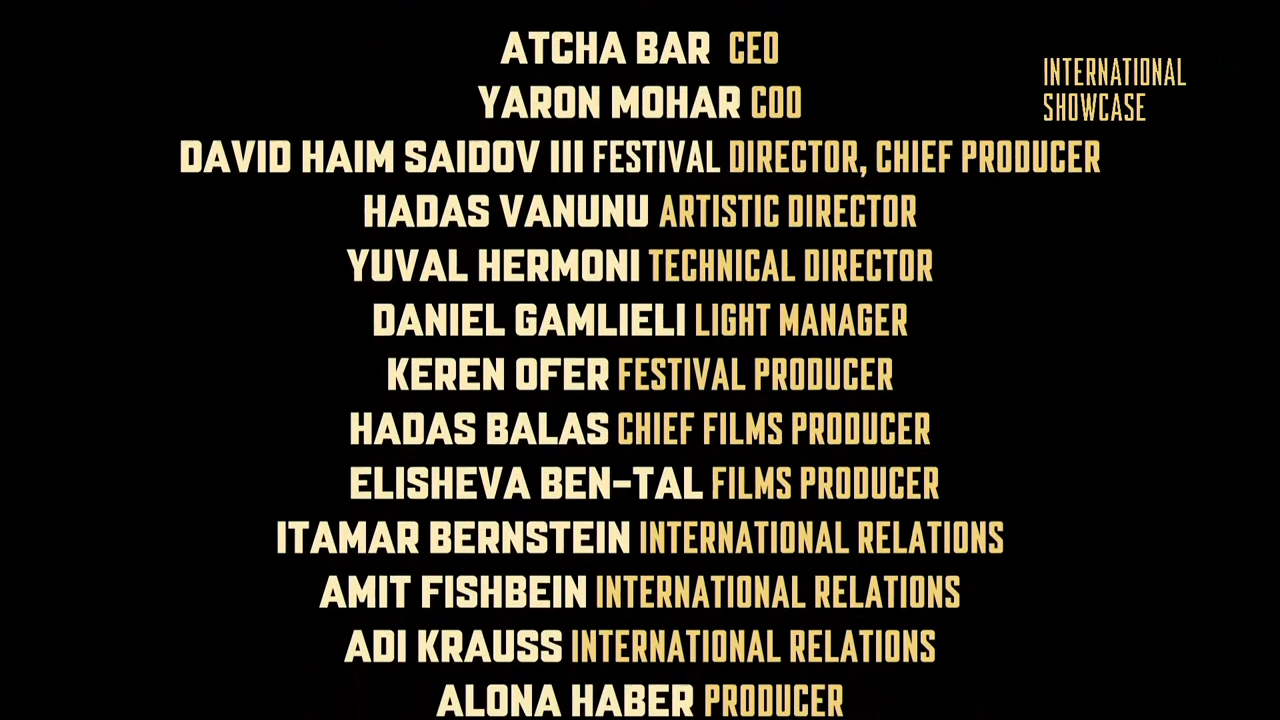 ATCHA BAR CEO
INTERNATIONAL
SHOWCASE
YARON MOHAR COO
DAVID HAIM SAIDOV III FESTIVAL DIRECTOR, CHIEF PRODUCER
HADAS VANUNU ARTISTIC DIRECTOR
YUVAL HERMONI TECHNICAL DIRECTOR
DANIEL GAMLIELI LIGHT MANAGER
KEREN OFER FESTIVAL PRODUCER
HADAS BALAS CHIEF FILMS PRODUCER
ELISHEVA BEN-TAL FILMS PRODUCER
ITAMAR BERNSTEIN INTERNATIONAL RELATIONS
AMIT FISHBEIN INTERNATIONAL RELATIONS
ADI KRAUSS INTERNATIONAL RELATIONS
ALONA HABER PRODUCER